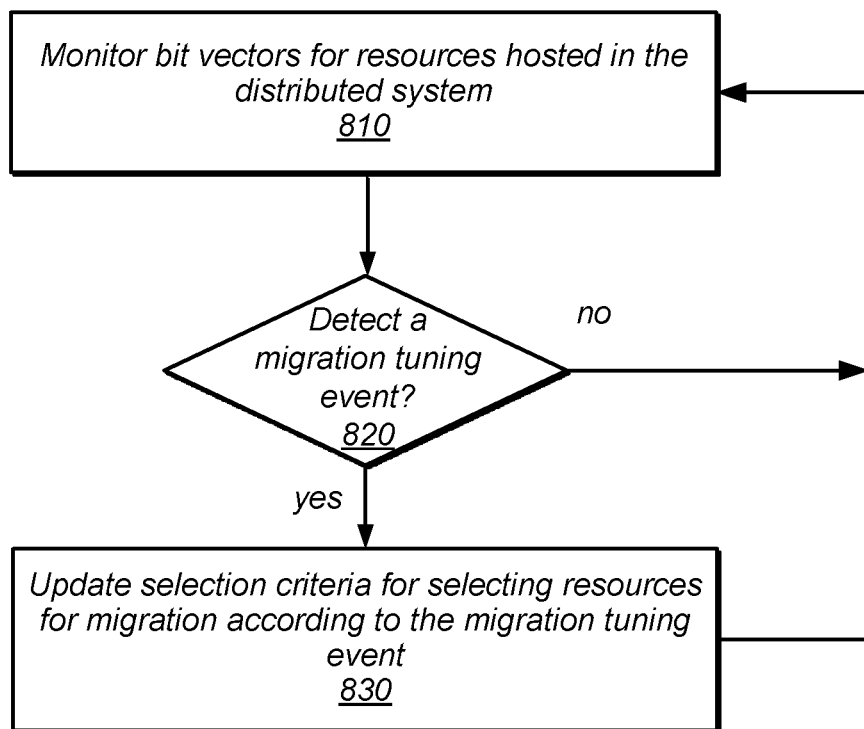 Monitor bit vectors for resources hosted in the
distributed system
810
Detect a
migration tuning
event?
820
no
yes
Update selection criteria for selecting resources
for migration according to the migration tuning
event
830